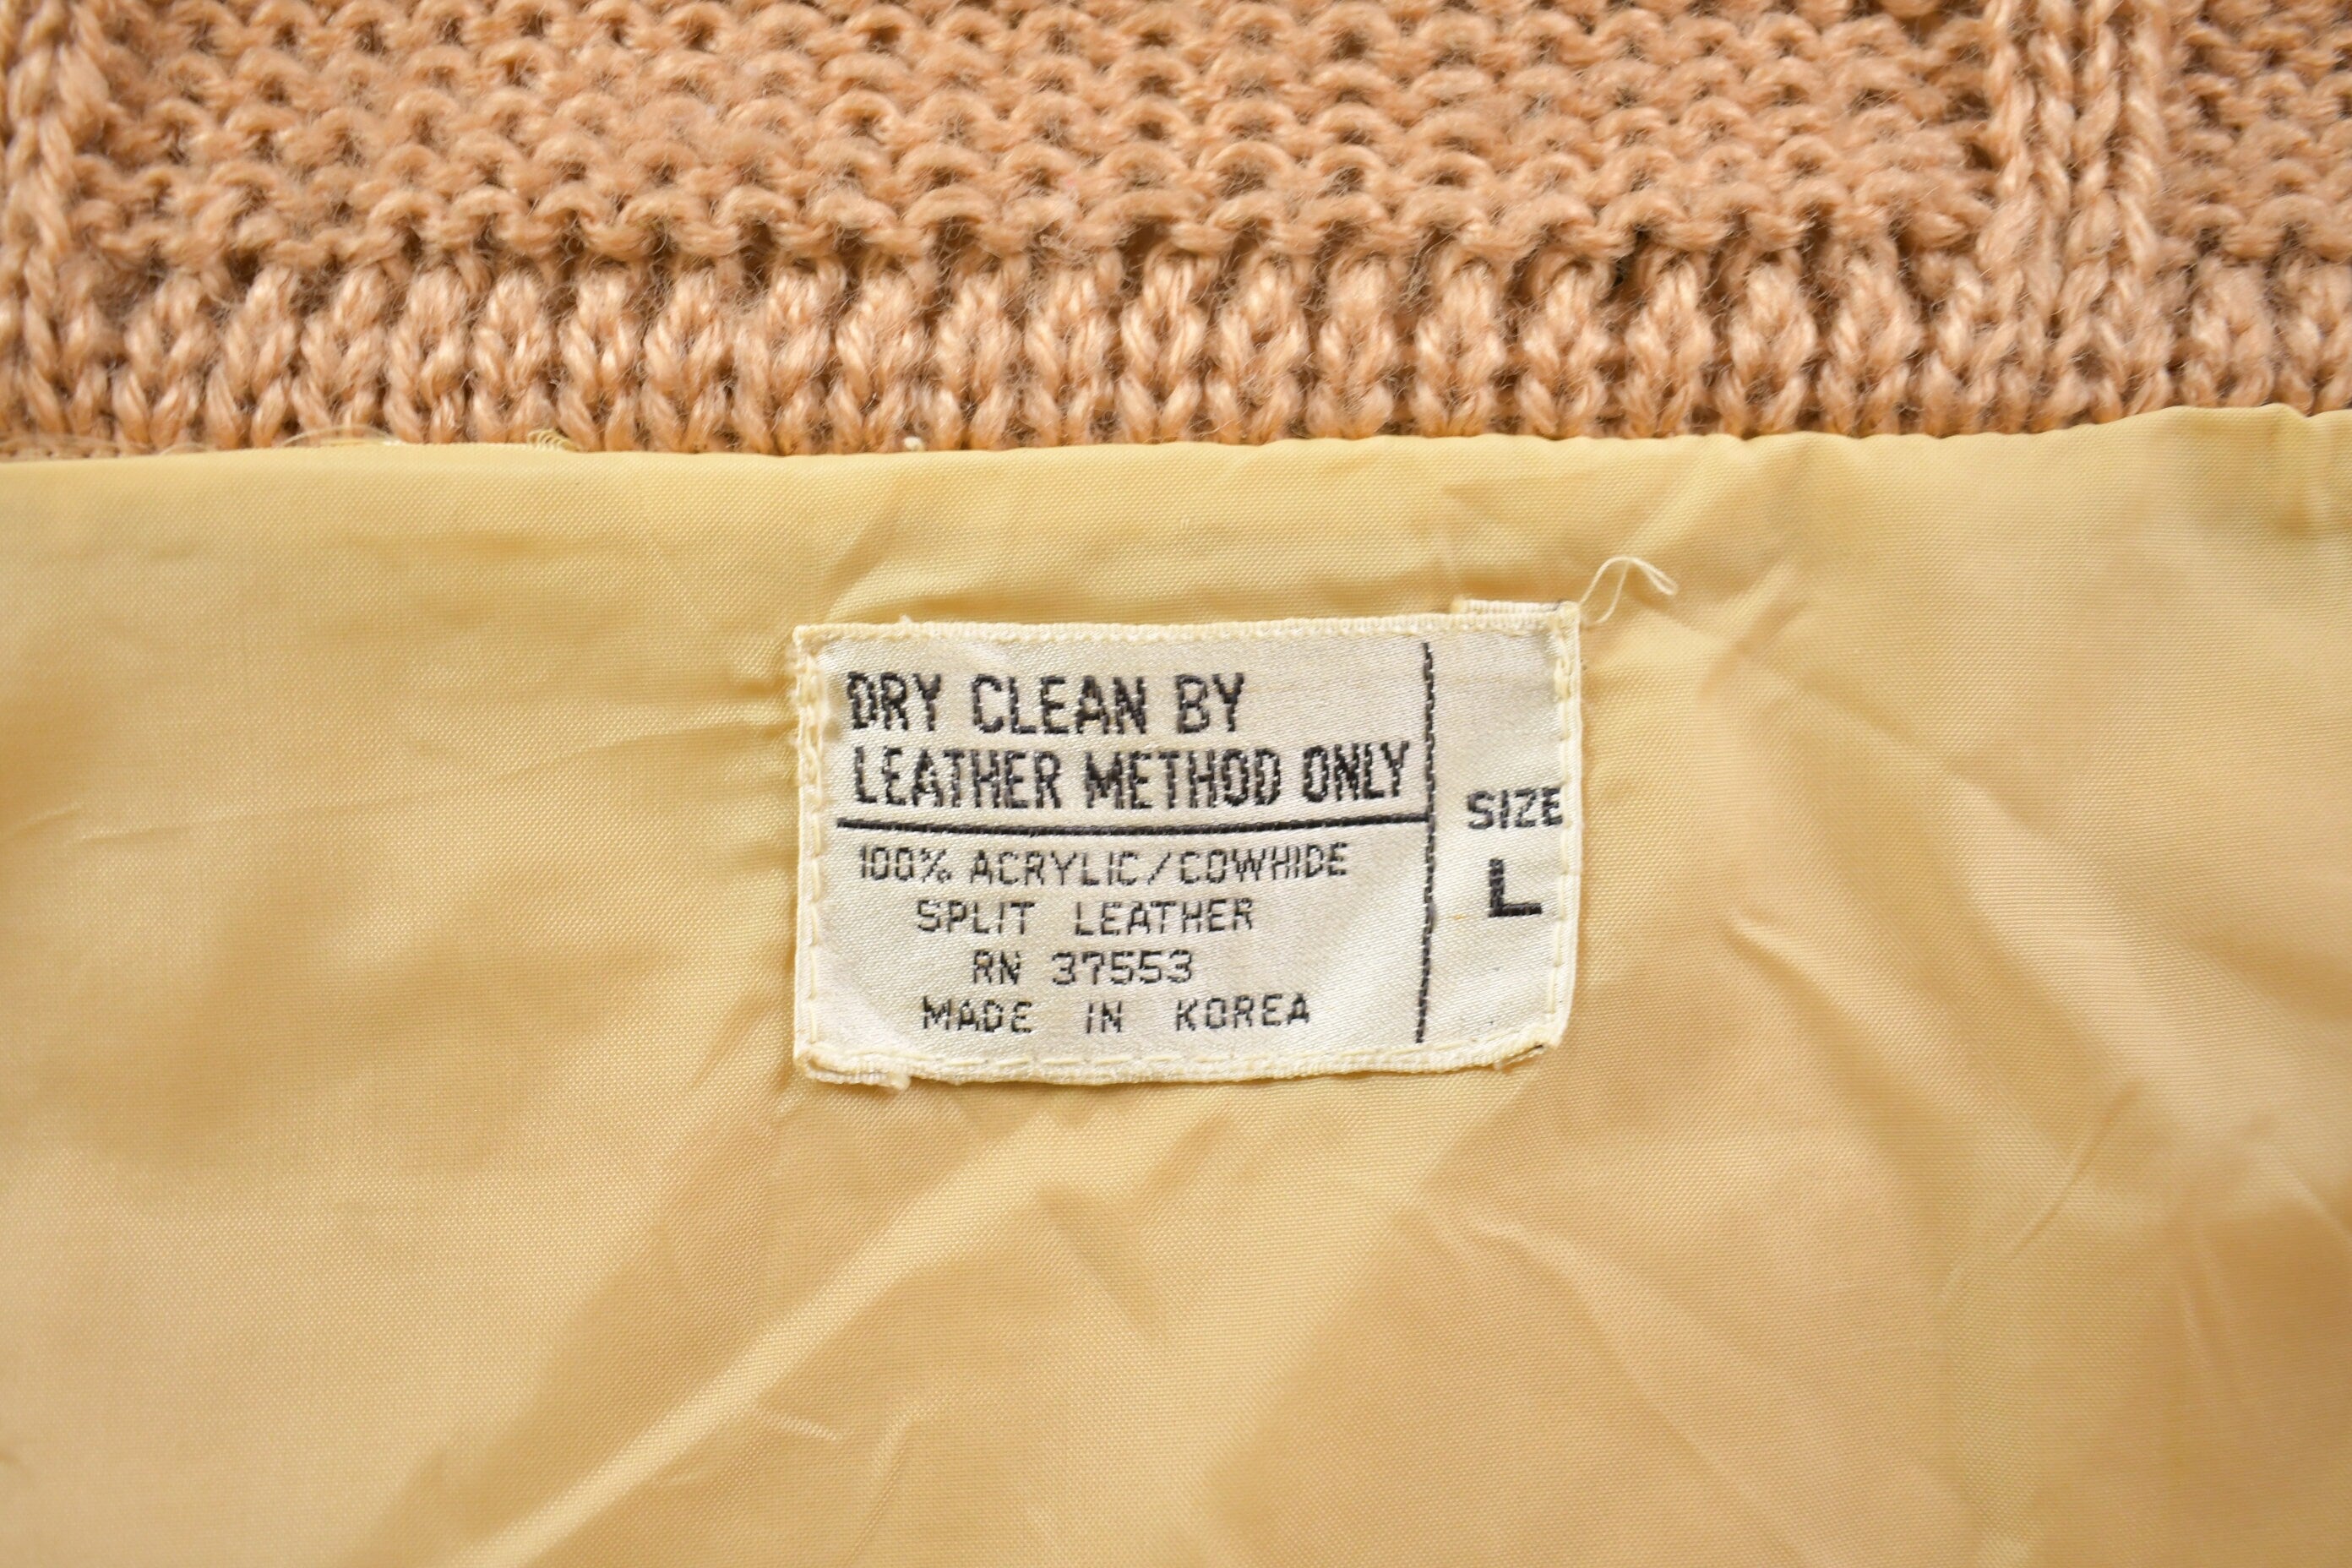 DRY CLEAN BY
LEATHER METHOD ONLY
100% ACRYLIC/COWHIDE
SPLIT LEATHER
RN 37553
MADE IN KOREA
SIZE
L